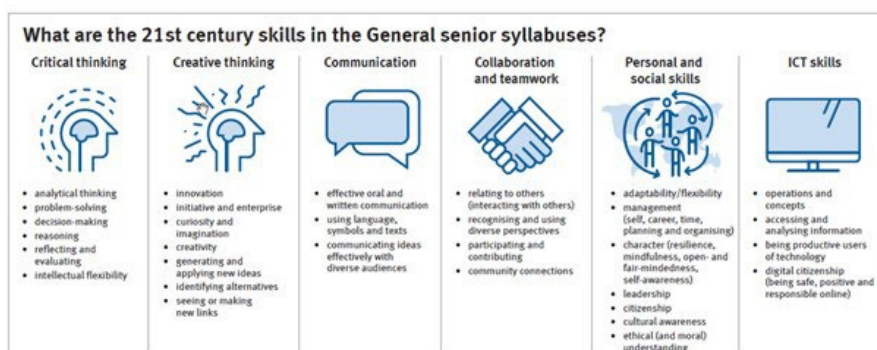 What are the 21st century skills in the General senior syllabuses?
Critical thinking
• analytical thinking
• problem-solving
• decision-making
• reasoning
• reflecting and
evaluating
• intellectual flexibility
Creative thinking
• innovation
• initiative and enterprise
• curiosity and
imagination
• creativity
• generating and
applying new ideas
• identifying alternatives
• seeing or making
new links
Communication
• effective oral and
written communication
• using language,
symbols and texts
• communicating ideas
effectively with
diverse audiences
Collaboration
and teamwork
• relating to others
(interacting with others)
• recognising and using
diverse perspectives
• participating and
contributing
• community connections
Personal and
social skills
• adaptability/flexibility
• management
(self, career, time,
planning and organising)
• character (resilience,
mindfulness, open- and
fair-mindedness,
self-awareness)
• leadership
• citizenship
• cultural awareness
• ethical (and moral)
understanding
ICT skills
• operations and
concepts
• accessing and
analysing information
• being productive users
of technology
• digital citizenship
(being safe, positive and
responsible online)